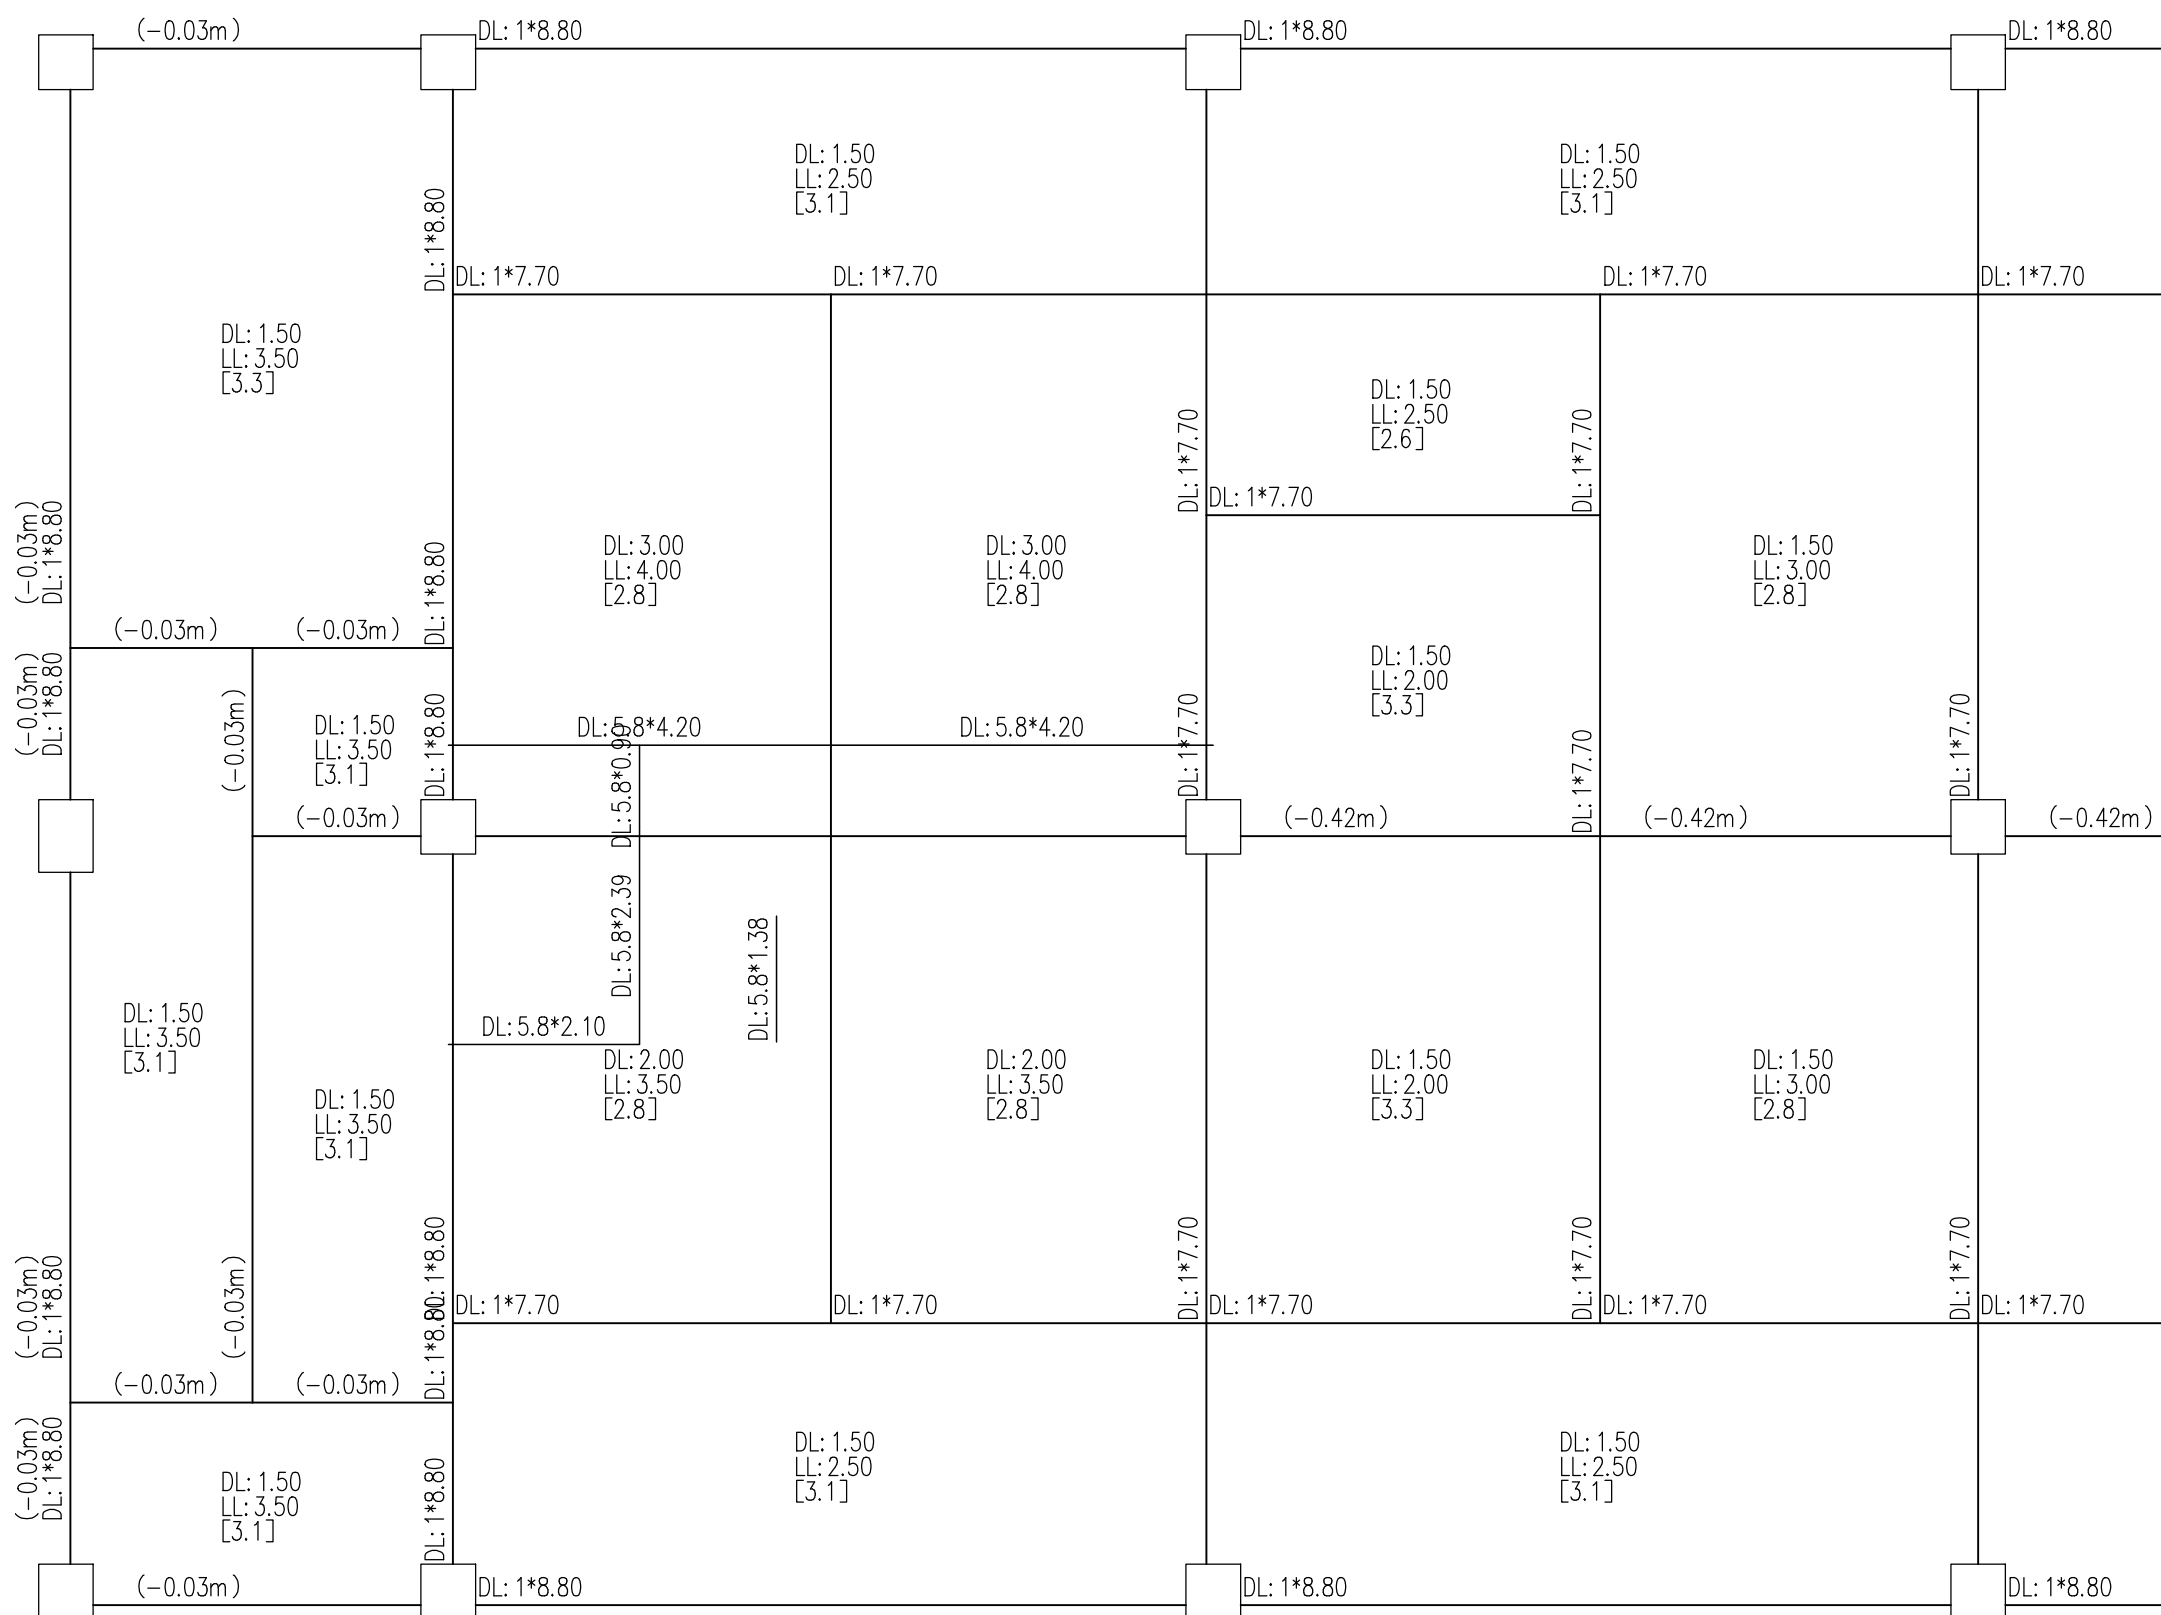 (-0.03m)
DL:1*8.80
DL:1*8.80
DL:1*8.80
DL:1.50
LL:2.50
[3.1]
DL:1.50
LL:2.50
[3.1]
DL:1*8.80
DL:1*7.70
DL:1*7.70
DL:1*7.70
DL:1*7.70
DL:1.50
LL:3.50
[3.3]
DL:1.50
LL:2.50
[2.6]
DL:1*7.70
DL:1*7.70
DL:1*7.70
(-0.03m)
DL:1*8.80
DL:1*8.80
DL:3.00
LL:4.00
[2.8]
DL:3.00
LL:4.00
[2.8]
DL:1.50
LL:3.00
[2.8]
(-0.03m)
(-0.03m)
(-0.03m)
DL:1*8.80
(-0.03m)
DL:1.50
LL:3.50
[3.1]
DL:1*8.80
DL:5.8*4.20
DL:5.8*0.99
DL:5.8*4.20
DL:1*7.70
DL:1.50
LL:2.00
[3.3]
DL:1*7.70
DL:1*7.70
(-0.03m)
(-0.42m)
(-0.42m)
(-0.42m)
DL:5.8*2.39
DL:5.8*1.38
DL:5.8*2.10
DL:1.50
LL:3.50
[3.1]
DL:1.50
LL:3.50
[3.1]
DL:2.00
LL:3.50
[2.8]
DL:2.00
LL:3.50
[2.8]
DL:1.50
LL:2.00
[3.3]
DL:1.50
LL:3.00
[2.8]
(-0.03m)
DL:1*8.80
(-0.03m)
DL:1*8.80
DL:1*8.80
DL:1*7.70
DL:1*7.70
DL:1*7.70
DL:1*7.70
DL:1*7.70
DL:1*7.70
DL:1*7.70
DL:1*7.70
(-0.03m)
(-0.03m)
(-0.03m)
DL:1*8.80
DL:1.50
LL:3.50
[3.1]
DL:1*8.80
DL:1.50
LL:2.50
[3.1]
DL:1.50
LL:2.50
[3.1]
(-0.03m)
DL:1*8.80
DL:1*8.80
DL:1*8.80